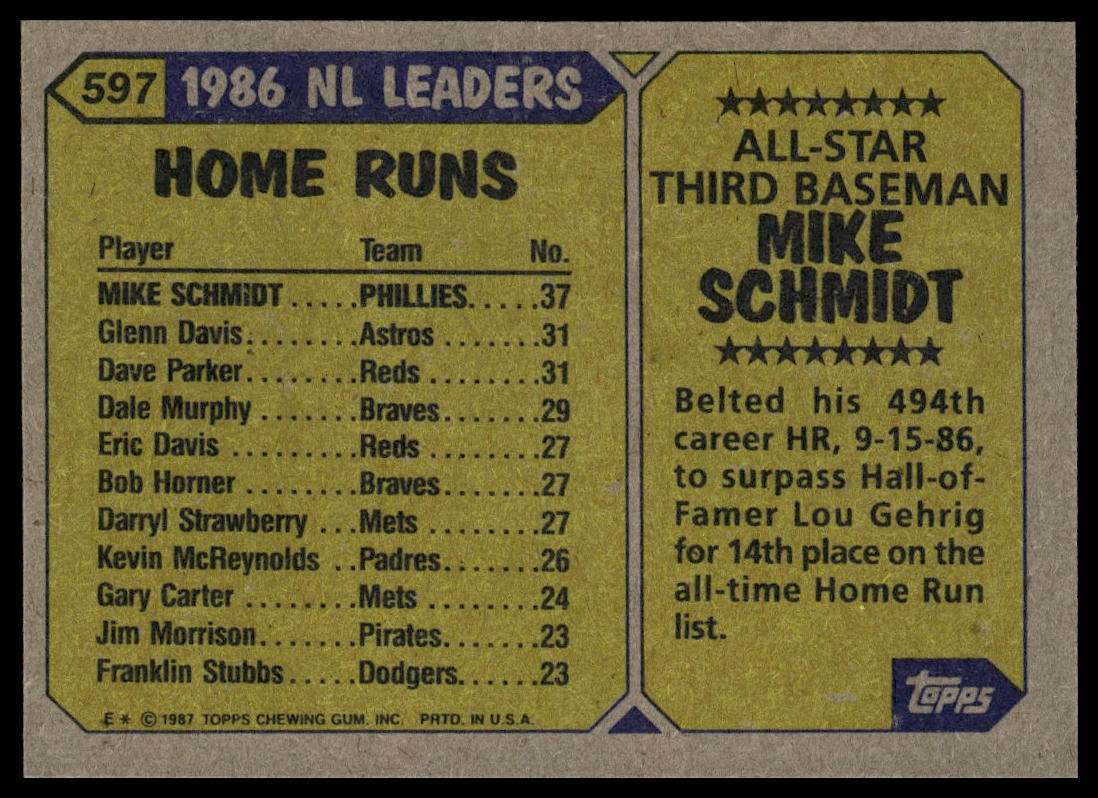 597 1986 NL LEADERS
HOME RUNS
Player Team No.
MIKE SCHMIDT .....PHILLIES.....37
Glenn Davis........Astros ........31
Dave Parker........Reds ........31
Dale Murphy .......Braves.......29
Eric Davis ........Reds ........27
Bob Horner ........Braves.......27
Darryl Strawberry ...Mets ........27
Kevin McReynolds ..Padres.......26
Gary Carter ........Mets ........24
Jim Morrison.......Pirates.......23
Franklin Stubbs.....Dodgers......23
E * © 1987 TOPPS CHEWING GUM. INC. PRTD. IN U.S.A.
ALL-STAR
THIRD BASEMAN
MIKE
SCHMIDT
Belted his 494th
career HR, 9-15-86,
to surpass Hall-of-
Famer Lou Gehrig
for 14th place on the
all-time Home Run
list.
topps